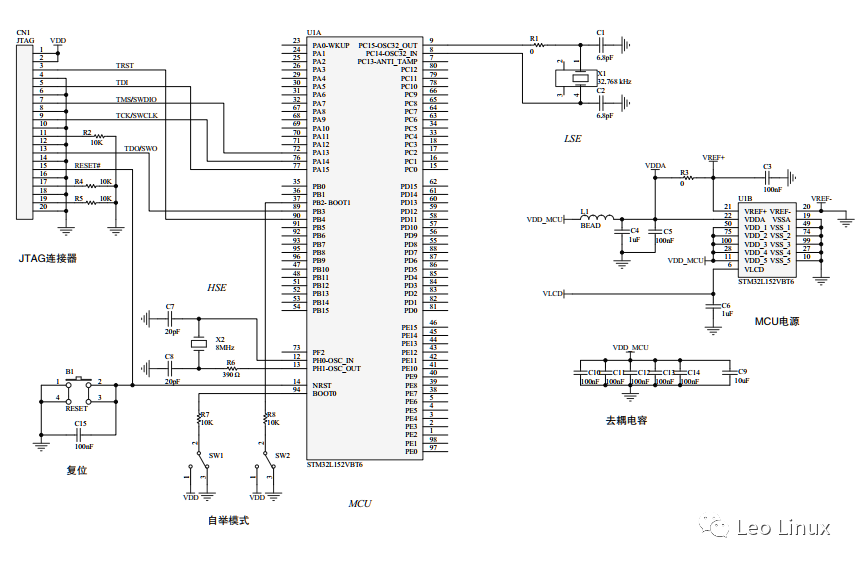 CN1
JTAG
VDD
1
2
3
4
5
6
7
8
9
10
11
12
13
14
15
16
17
18
19
20
TRST
TDI
TMS/SWDIO
TCK/SWCLK
R2
10K
TDO/SWO
RESET#
R4 10K
R5 10K
JTAG连接器
U1A
23 PA0-WKUP
24 PA1
25 PA2
26 PA3
29 PA4
30 PA5
31 PA6
32 PA7
67 PA8
68 PA9
69 PA10
70 PA11
71 PA12
72 PA13
76 PA14
77 PA15
35 PB0
36 PB1
37 PB2- BOOT1
89 PB3
90 PB4
91 PB5
92 PB6
93 PB7
95 PB8
96 PB9
47 PB10
48 PB11
51 PB12
52 PB13
53 PB14
54 PB15
73 PF2
12 PH0-OSC_IN
13 PH1-OSC_OUT
14 NRST
94 BOOT0
PC15-OSC32_OUT 9
PC14-OSC32_IN 8
PC13-ANTI_TAMP 7
PC12 80
PC11 79
PC10 78
PC9 66
PC8 65
PC7 64
PC6 63
PC5 34
PC4 33
PC3 18
PC2 17
PC1 16
PC0 15
PD15 62
PD14 61
PD13 60
PD12 59
PD11 58
PD10 57
PD9 56
PD8 55
PD7 88
PD6 87
PD5 86
PD4 85
PD3 84
PD2 83
PD1 82
PD0 81
PE15 46
PE14 45
PE13 44
PE12 43
PE11 42
PE10 41
PE9 40
PE8 39
PE7 38
PE6 5
PE5 4
PE4 3
PE3 2
PE2 1
PE1 98
PE0 97
STM32L152VBT6
MCU
HSE
C7
20pF
X2
8MHz
C8
20pF
R6
390 Ω
B1
1 2
4 3
RESET
C15
100nF
复位
R7
10K
R8
10K
2
SW1
1 3
VDD
2
SW2
1 3
VDD
自举模式
R1
0
C1
6.8pF
2 1
X1
32.768 kHz
3 4
C2
6.8pF
LSE
VREF+
VDDA
R3
0
C3
100nF
U1B
VREF-
L1
BEAD
VDD_MCU
C4
1uF
C5
100nF
21 VREF+ VREF- 20
22 VDDA VSSA 19
50 VDD_1 VSS_1 49
75 VDD_2 VSS_2 74
100 VDD_3 VSS_3 99
28 VDD_4 VSS_4 27
11 VDD_5 VSS_5 10
6 VLCD
VDD_MCU
STM32L152VBT6
VLCD
C6
1uF
MCU电源
VDD_MCU
C10 C11 C12 C13 C14 C9
100nF 100nF 100nF 100nF 100nF 10uF
去耦电容
Leo Linux